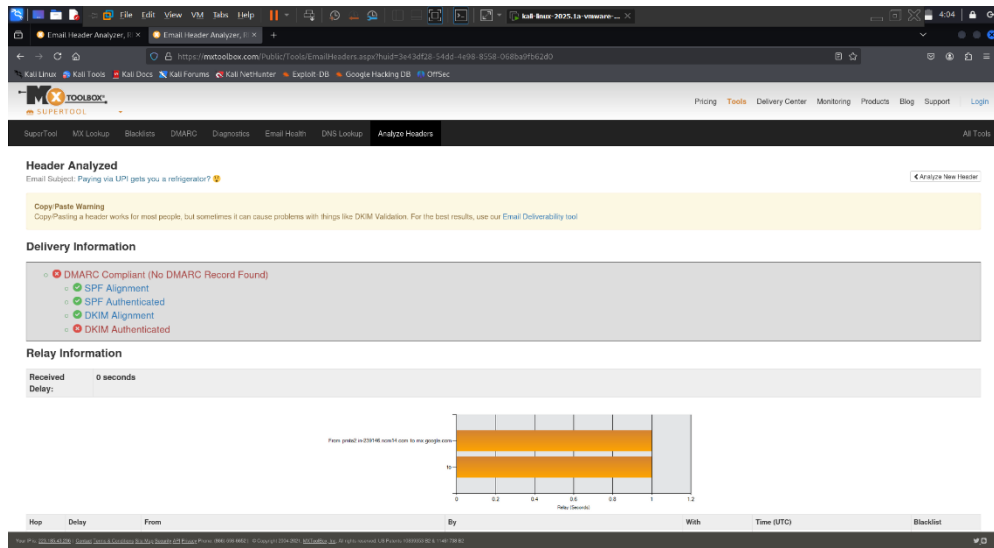 File Edit View VM Tabs Help
kali-linux-2025.1a-vmware-...
4:04
Email Header Analyzer, Email Header Analyzer,
https://mxtoolbox.com/Public/Tools/EmailHeaders.aspx?huid=3e43df28-54dd-4e98-8558-068ba9fb62d0
Kali Linux Kali Tools Kali Docs Kali Forums Kali NetHunter Exploit-DB Google Hacking DB OffSec
MX TOOLBOX
SUPERTOOL
Pricing Tools Delivery Center Monitoring Products Blog Support Login
SuperTool MX Lookup Blacklists DMARC Diagnostics Email Health DNS Lookup Analyze Headers All Tools
Header Analyzed
Email Subject: Paying via UPI gets you a refrigerator? 😲
Analyze New Header
Copy/Paste Warning
Copy/Pasting a header works for most people, but sometimes it can cause problems with things like DKIM Validation. For the best results, use our Email Deliverability tool
Delivery Information
DMARC Compliant (No DMARC Record Found)
SPF Alignment
SPF Authenticated
DKIM Alignment
DKIM Authenticated
Relay Information
Received Delay: 0 seconds
to mx.google.com
to
0 0.2 0.4 0.6 0.8 1 1.2
Relay (Seconds)
Hop Delay From By With Time (UTC) Blacklist